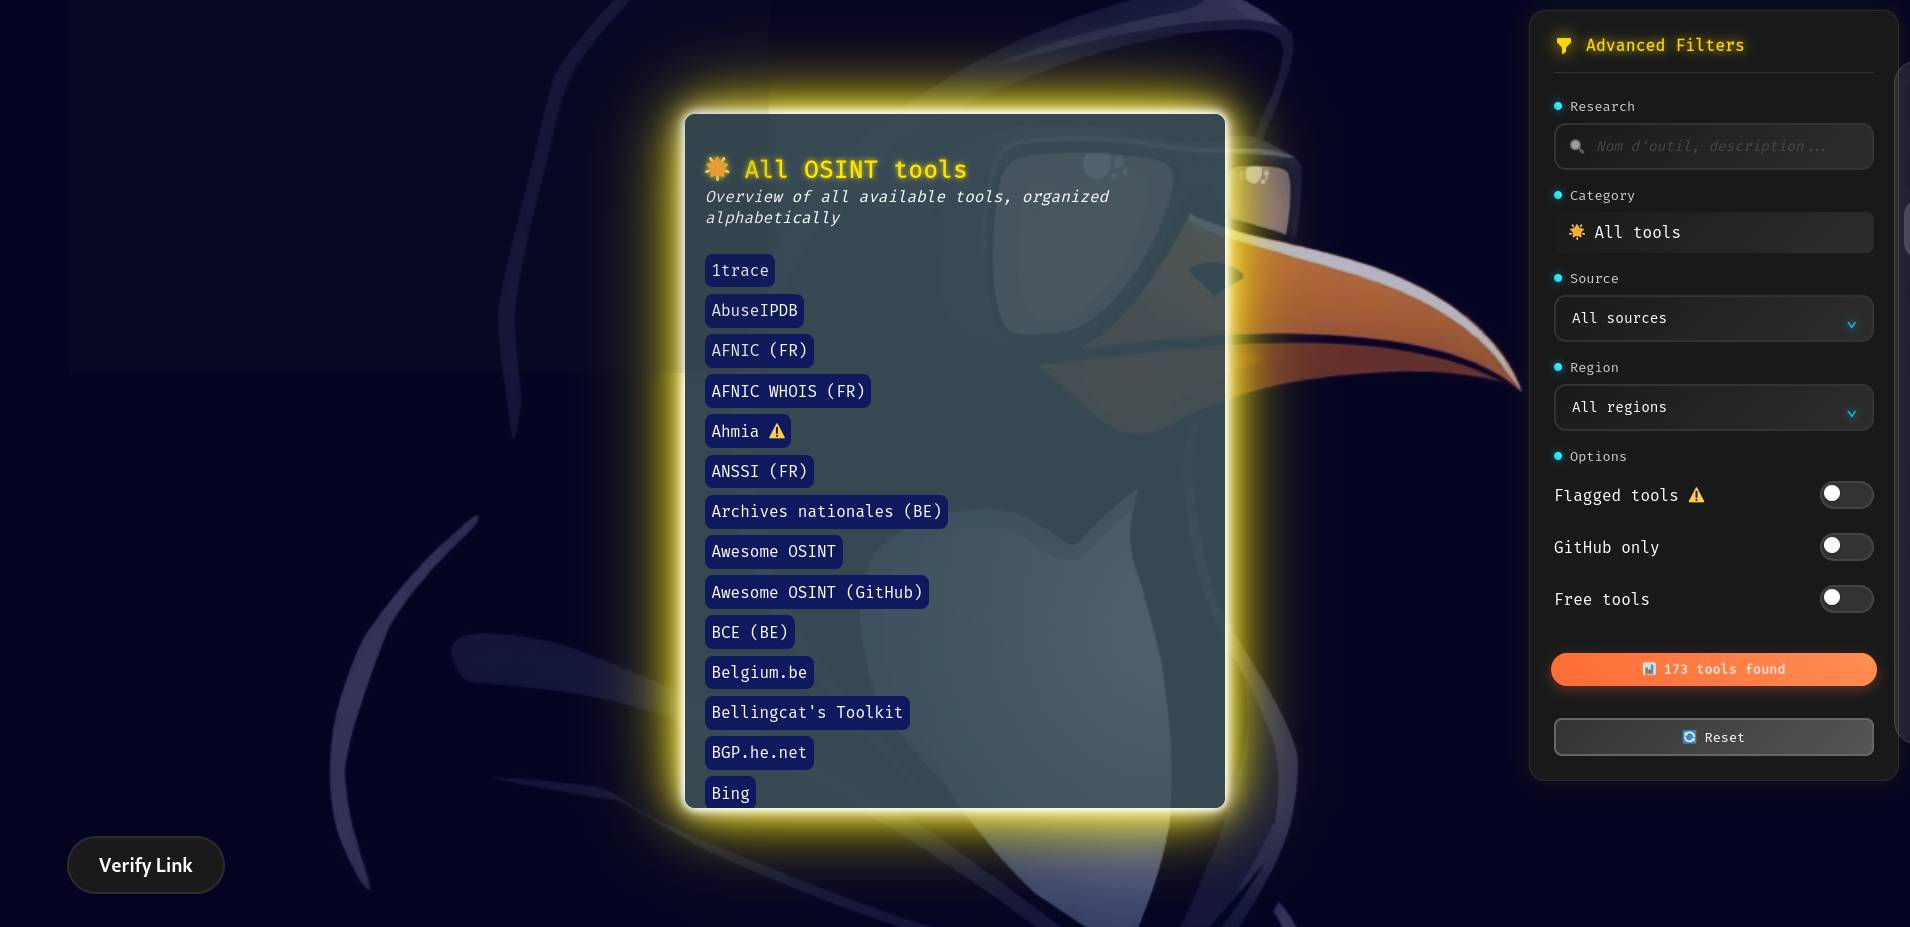 All OSINT tools
Overview of all available tools, organized
alphabetically
1trace
AbuseIPDB
AFNIC (FR)
AFNIC WHOIS (FR)
Ahmia ⚠️
ANSSI (FR)
Archives nationales (BE)
Awesome OSINT
Awesome OSINT (GitHub)
BCE (BE)
Belgium.be
Bellingcat's Toolkit
BGP.he.net
Bing
Advanced Filters
Research
Nom d'outil, description...
Category
All tools
Source
All sources
Region
All regions
Options
Flagged tools ⚠️
GitHub only
Free tools
173 tools found
Reset
Verify Link